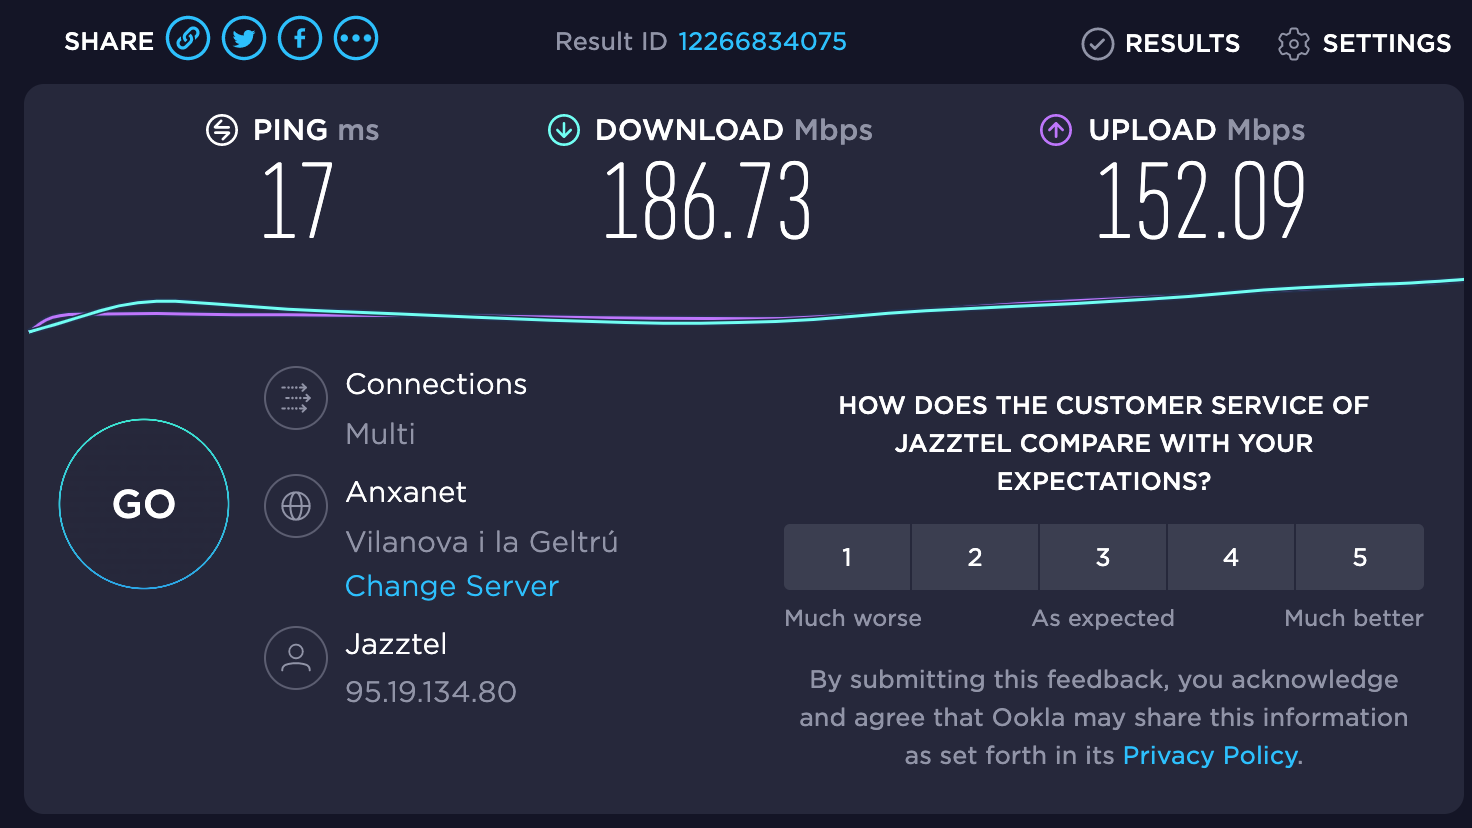 SHARE
Result ID 12266834075
RESULTS
SETTINGS
PING ms
17
DOWNLOAD Mbps
186.73
UPLOAD Mbps
152.09
GO
Connections
Multi
Anxanet
Vilanova i la Geltrú
Change Server
Jazztel
95.19.134.80
HOW DOES THE CUSTOMER SERVICE OF
JAZZTEL COMPARE WITH YOUR
EXPECTATIONS?
1 2 3 4 5
Much worse As expected Much better
By submitting this feedback, you acknowledge
and agree that Ookla may share this information
as set forth in its Privacy Policy.